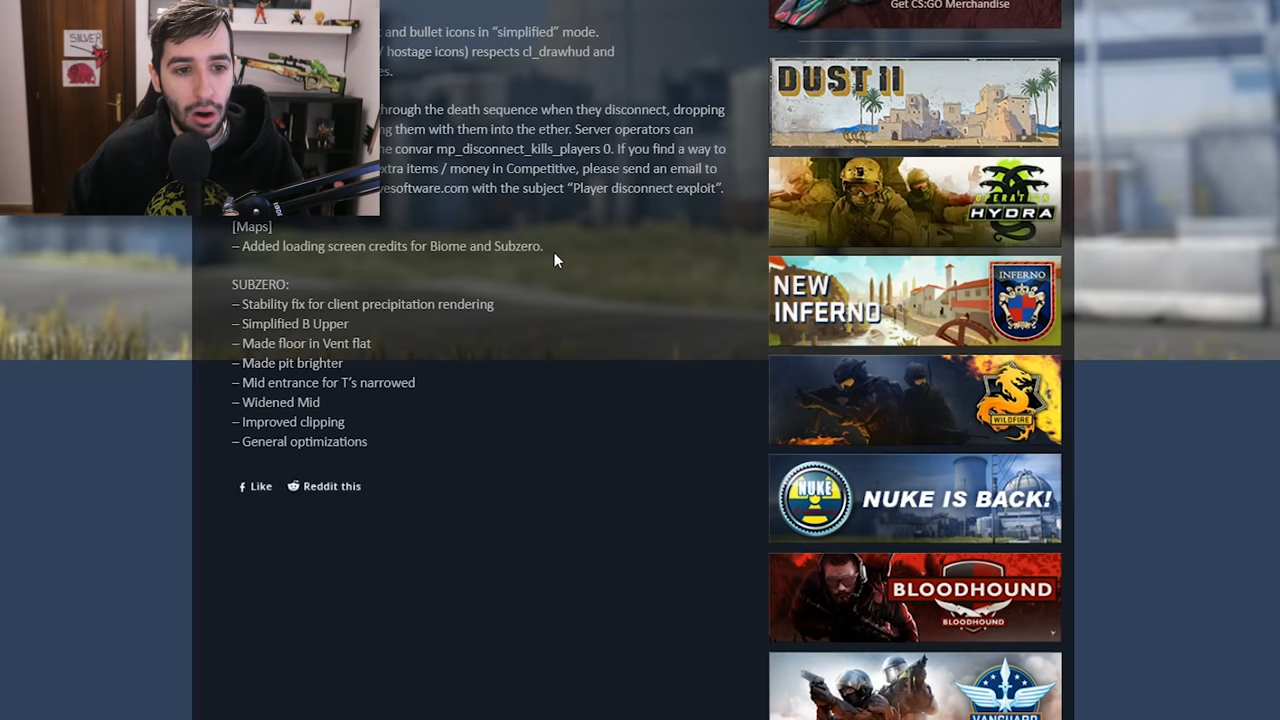 SILVER
and bullet icons in “simplified” mode.
/ hostage icons) respects cl_drawhud and
es.
hrough the death sequence when they disconnect, dropping
ng them with them into the ether. Server operators can
e convar mp_disconnect_kills_players 0. If you find a way to
xtra items / money in Competitive, please send an email to
vesoftware.com with the subject “Player disconnect exploit”.
[Maps]
– Added loading screen credits for Biome and Subzero.
SUBZERO:
– Stability fix for client precipitation rendering
– Simplified B Upper
– Made floor in Vent flat
– Made pit brighter
– Mid entrance for T’s narrowed
– Widened Mid
– Improved clipping
– General optimizations
Like
Reddit this
Get CS:GO Merchandise
DUST II
OPERATION
HYDRA
NEW
INFERNO
INFERNO
WILDFIRE
NUKE
NUKE IS BACK!
BLOODHOUND
BLOODHOUND
VANGUARD